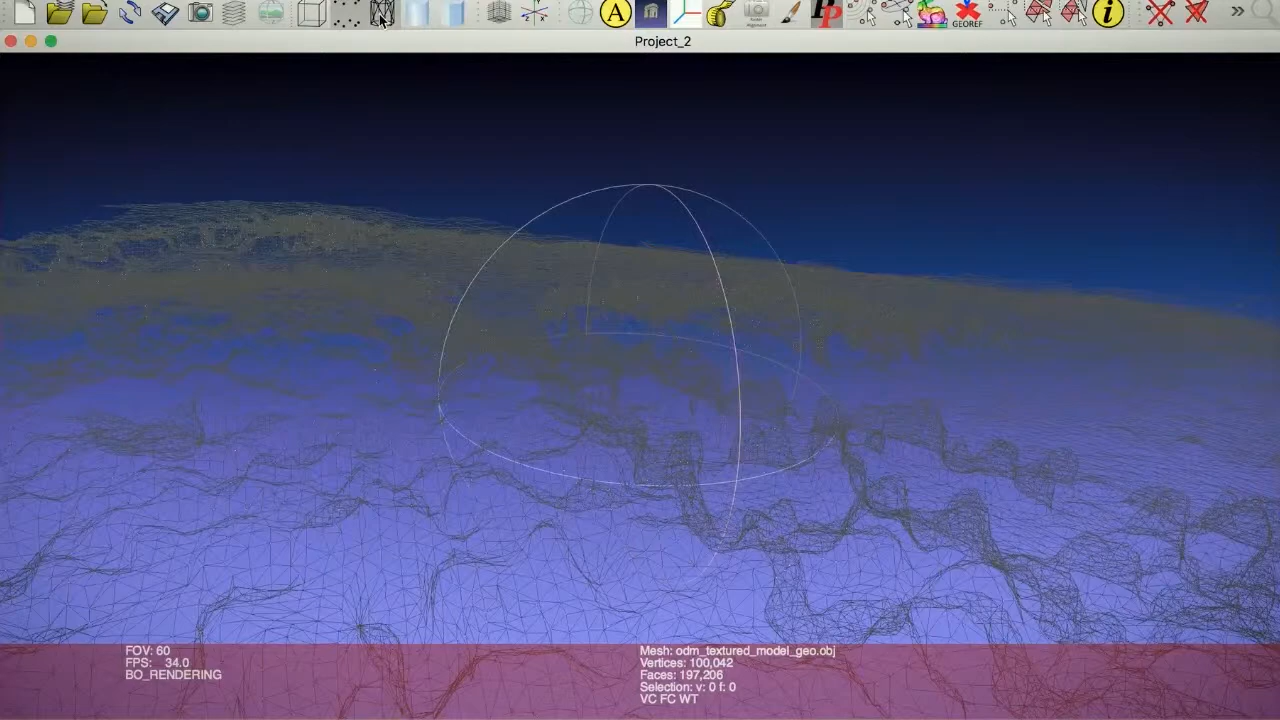 A
PP
GEOREF
i
»
Project_2
FOV: 60
FPS: 34.0
BO_RENDERING
Mesh: odm_textured_model_geo.obj
Vertices: 100,042
Faces: 197,206
Selection: v: 0 f: 0
VC FC WT